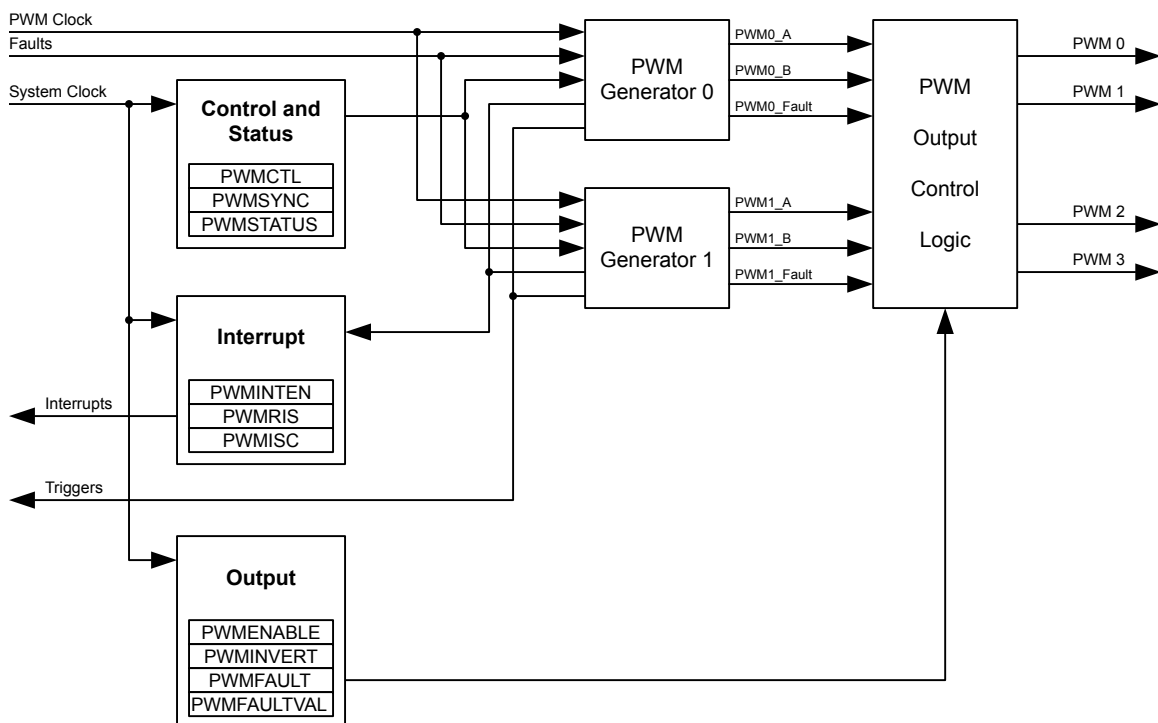 PWM Clock
Faults
System Clock
Control and
Status
PWMCTL
PWMSYNC
PWMSTATUS
Interrupt
PWMINTEN
PWMRIS
PWMISC
Interrupts
Triggers
Output
PWMENABLE
PWMINVERT
PWMFAULT
PWMFAULTVAL
PWM
Generator 0
PWM0_A
PWM0_B
PWM0_Fault
PWM
Generator 1
PWM1_A
PWM1_B
PWM1_Fault
PWM
Output
Control
Logic
PWM 0
PWM 1
PWM 2
PWM 3